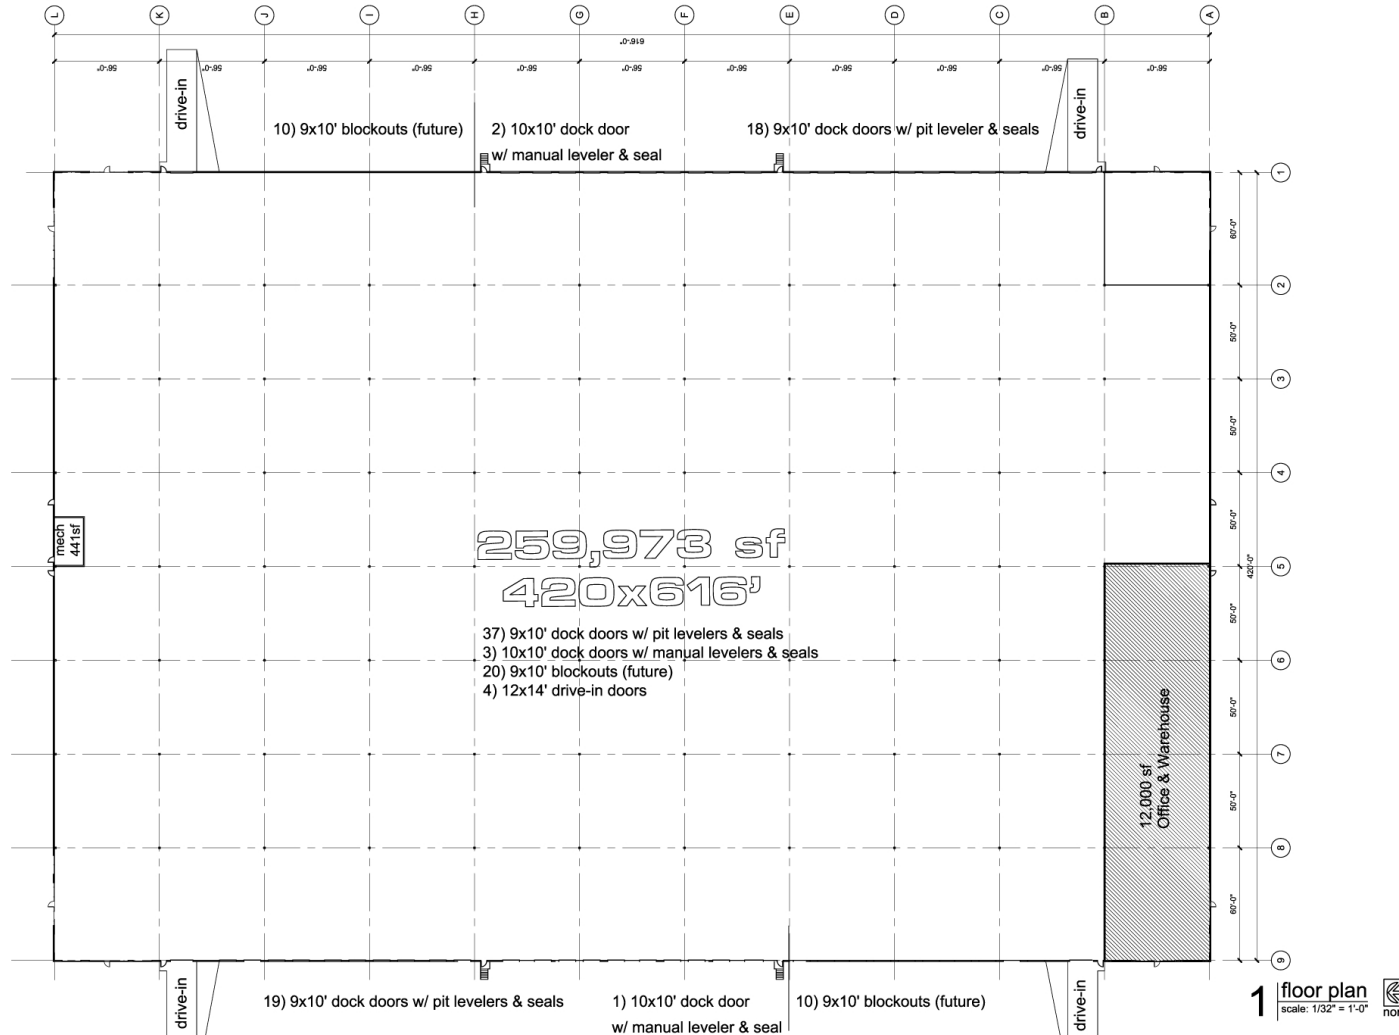 L
K
J
I
H
G
F
E
D
C
B
A
616'-0"
56'-0"
56'-0"
56'-0"
56'-0"
56'-0"
56'-0"
56'-0"
56'-0"
56'-0"
56'-0"
56'-0"
drive-in
10) 9x10' blockouts (future)
2) 10x10' dock door
w/ manual leveler & seal
18) 9x10' dock doors w/ pit leveler & seals
drive-in
1
60'-0"
2
50'-0"
3
50'-0"
4
50'-0"
5
420'-0"
50'-0"
6
50'-0"
7
50'-0"
8
60'-0"
9
mech
441sf
259,973 sf
420x616'
37) 9x10' dock doors w/ pit levelers & seals
3) 10x10' dock doors w/ manual levelers & seals
20) 9x10' blockouts (future)
4) 12x14' drive-in doors
12,000 sf
Office & Warehouse
drive-in
19) 9x10' dock doors w/ pit levelers & seals
1) 10x10' dock door
w/ manual leveler & seal
10) 9x10' blockouts (future)
drive-in
1
floor plan
scale: 1/32" = 1'-0"